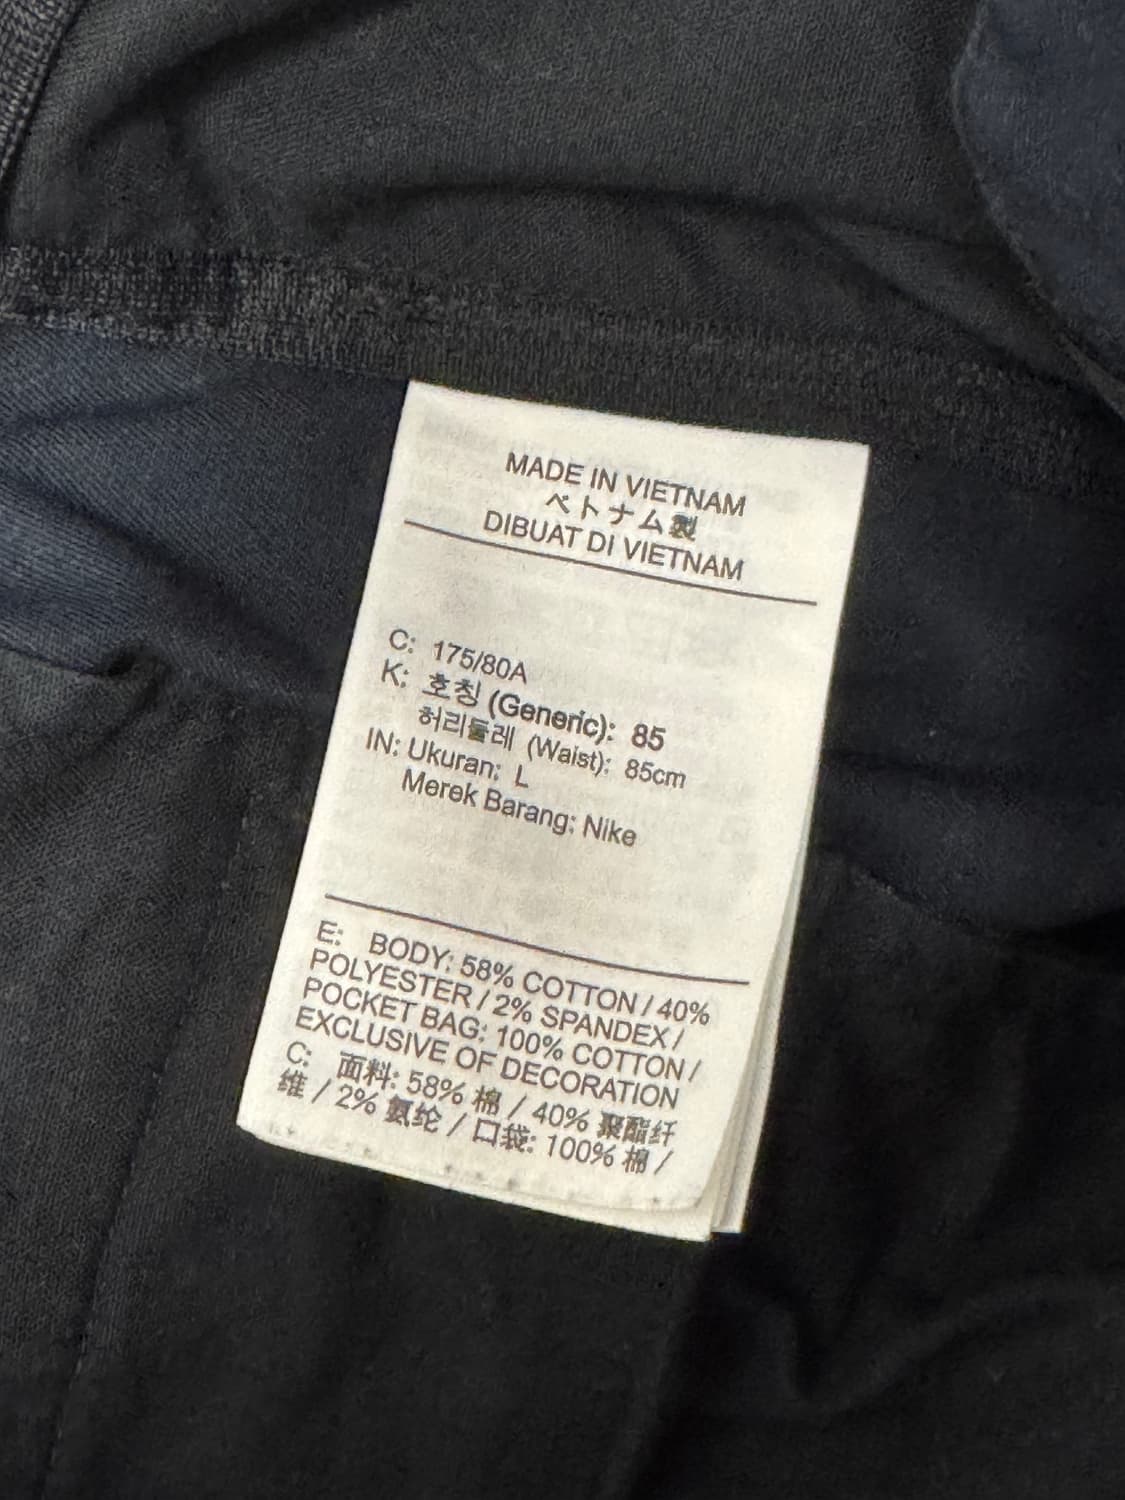 MADE IN VIETNAM
ベトナム製
DIBUAT DI VIETNAM
C: 175/80A
K: 호칭 (Generic): 85
허리둘레 (Waist): 85cm
IN: Ukuran: L
Merek Barang: Nike
E: BODY: 58% COTTON / 40%
POLYESTER / 2% SPANDEX /
POCKET BAG: 100% COTTON /
EXCLUSIVE OF DECORATION
C: 面料: 58% 棉 / 40% 聚酯纤
维 / 2% 氨纶 / 口袋: 100% 棉 /